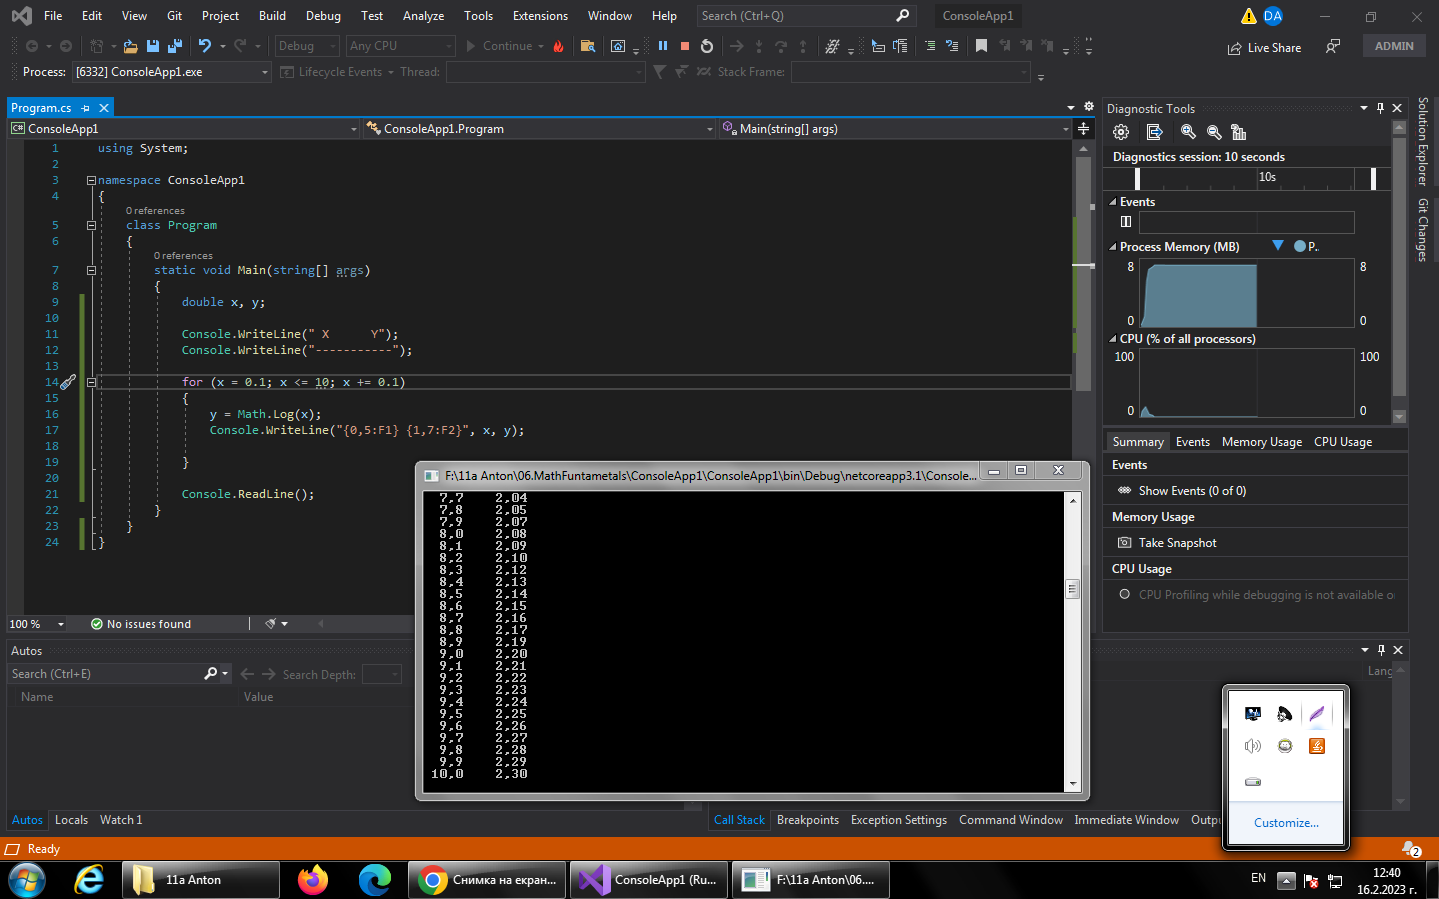 File Edit View Git Project Build Debug Test Analyze Tools Extensions Window Help Search (Ctrl+Q) ConsoleApp1 DA
Debug Any CPU Continue Live Share ADMIN
Process: [6332] ConsoleApp1.exe Lifecycle Events Thread: Stack Frame:
Program.cs
C# ConsoleApp1 ConsoleApp1.Program Main(string[] args)
1 using System;
2
3 namespace ConsoleApp1
4 {
0 references
5 class Program
6 {
0 references
7 static void Main(string[] args)
8 {
9 double x, y;
10
11 Console.WriteLine(" X      Y");
12 Console.WriteLine("-----------");
13
14 for (x = 0.1; x <= 10; x += 0.1)
15 {
16 y = Math.Log(x);
17 Console.WriteLine("{0,5:F1} {1,7:F2}", x, y);
18
19 }
20
21 Console.ReadLine();
22 }
23 }
24 }
100 % No issues found
Diagnostic Tools
Diagnostics session: 10 seconds
10s
Events
Process Memory (MB) P..
8 8
0 0
CPU (% of all processors)
100 100
0 0
Summary Events Memory Usage CPU Usage
Events
Show Events (0 of 0)
Memory Usage
Take Snapshot
CPU Usage
CPU Profiling while debugging is not available o
Solution Explorer
Git Changes
F:\11a Anton\06.MathFuntametals\ConsoleApp1\ConsoleApp1\bin\Debug\netcoreapp3.1\Console...
7,7 2,04
7,8 2,05
7,9 2,07
8,0 2,08
8,1 2,09
8,2 2,10
8,3 2,12
8,4 2,13
8,5 2,14
8,6 2,15
8,7 2,16
8,8 2,17
8,9 2,19
9,0 2,20
9,1 2,21
9,2 2,22
9,3 2,23
9,4 2,24
9,5 2,25
9,6 2,26
9,7 2,27
9,8 2,28
9,9 2,29
10,0 2,30
Autos
Search (Ctrl+E) Search Depth:
Name Value
Lang
Autos Locals Watch 1
Call Stack Breakpoints Exception Settings Command Window Immediate Window Outpu
Customize...
Ready
2
11a Anton
Снимка на екран...
ConsoleApp1 (Ru...
F:\11a Anton\06....
EN
12:40
16.2.2023 г.